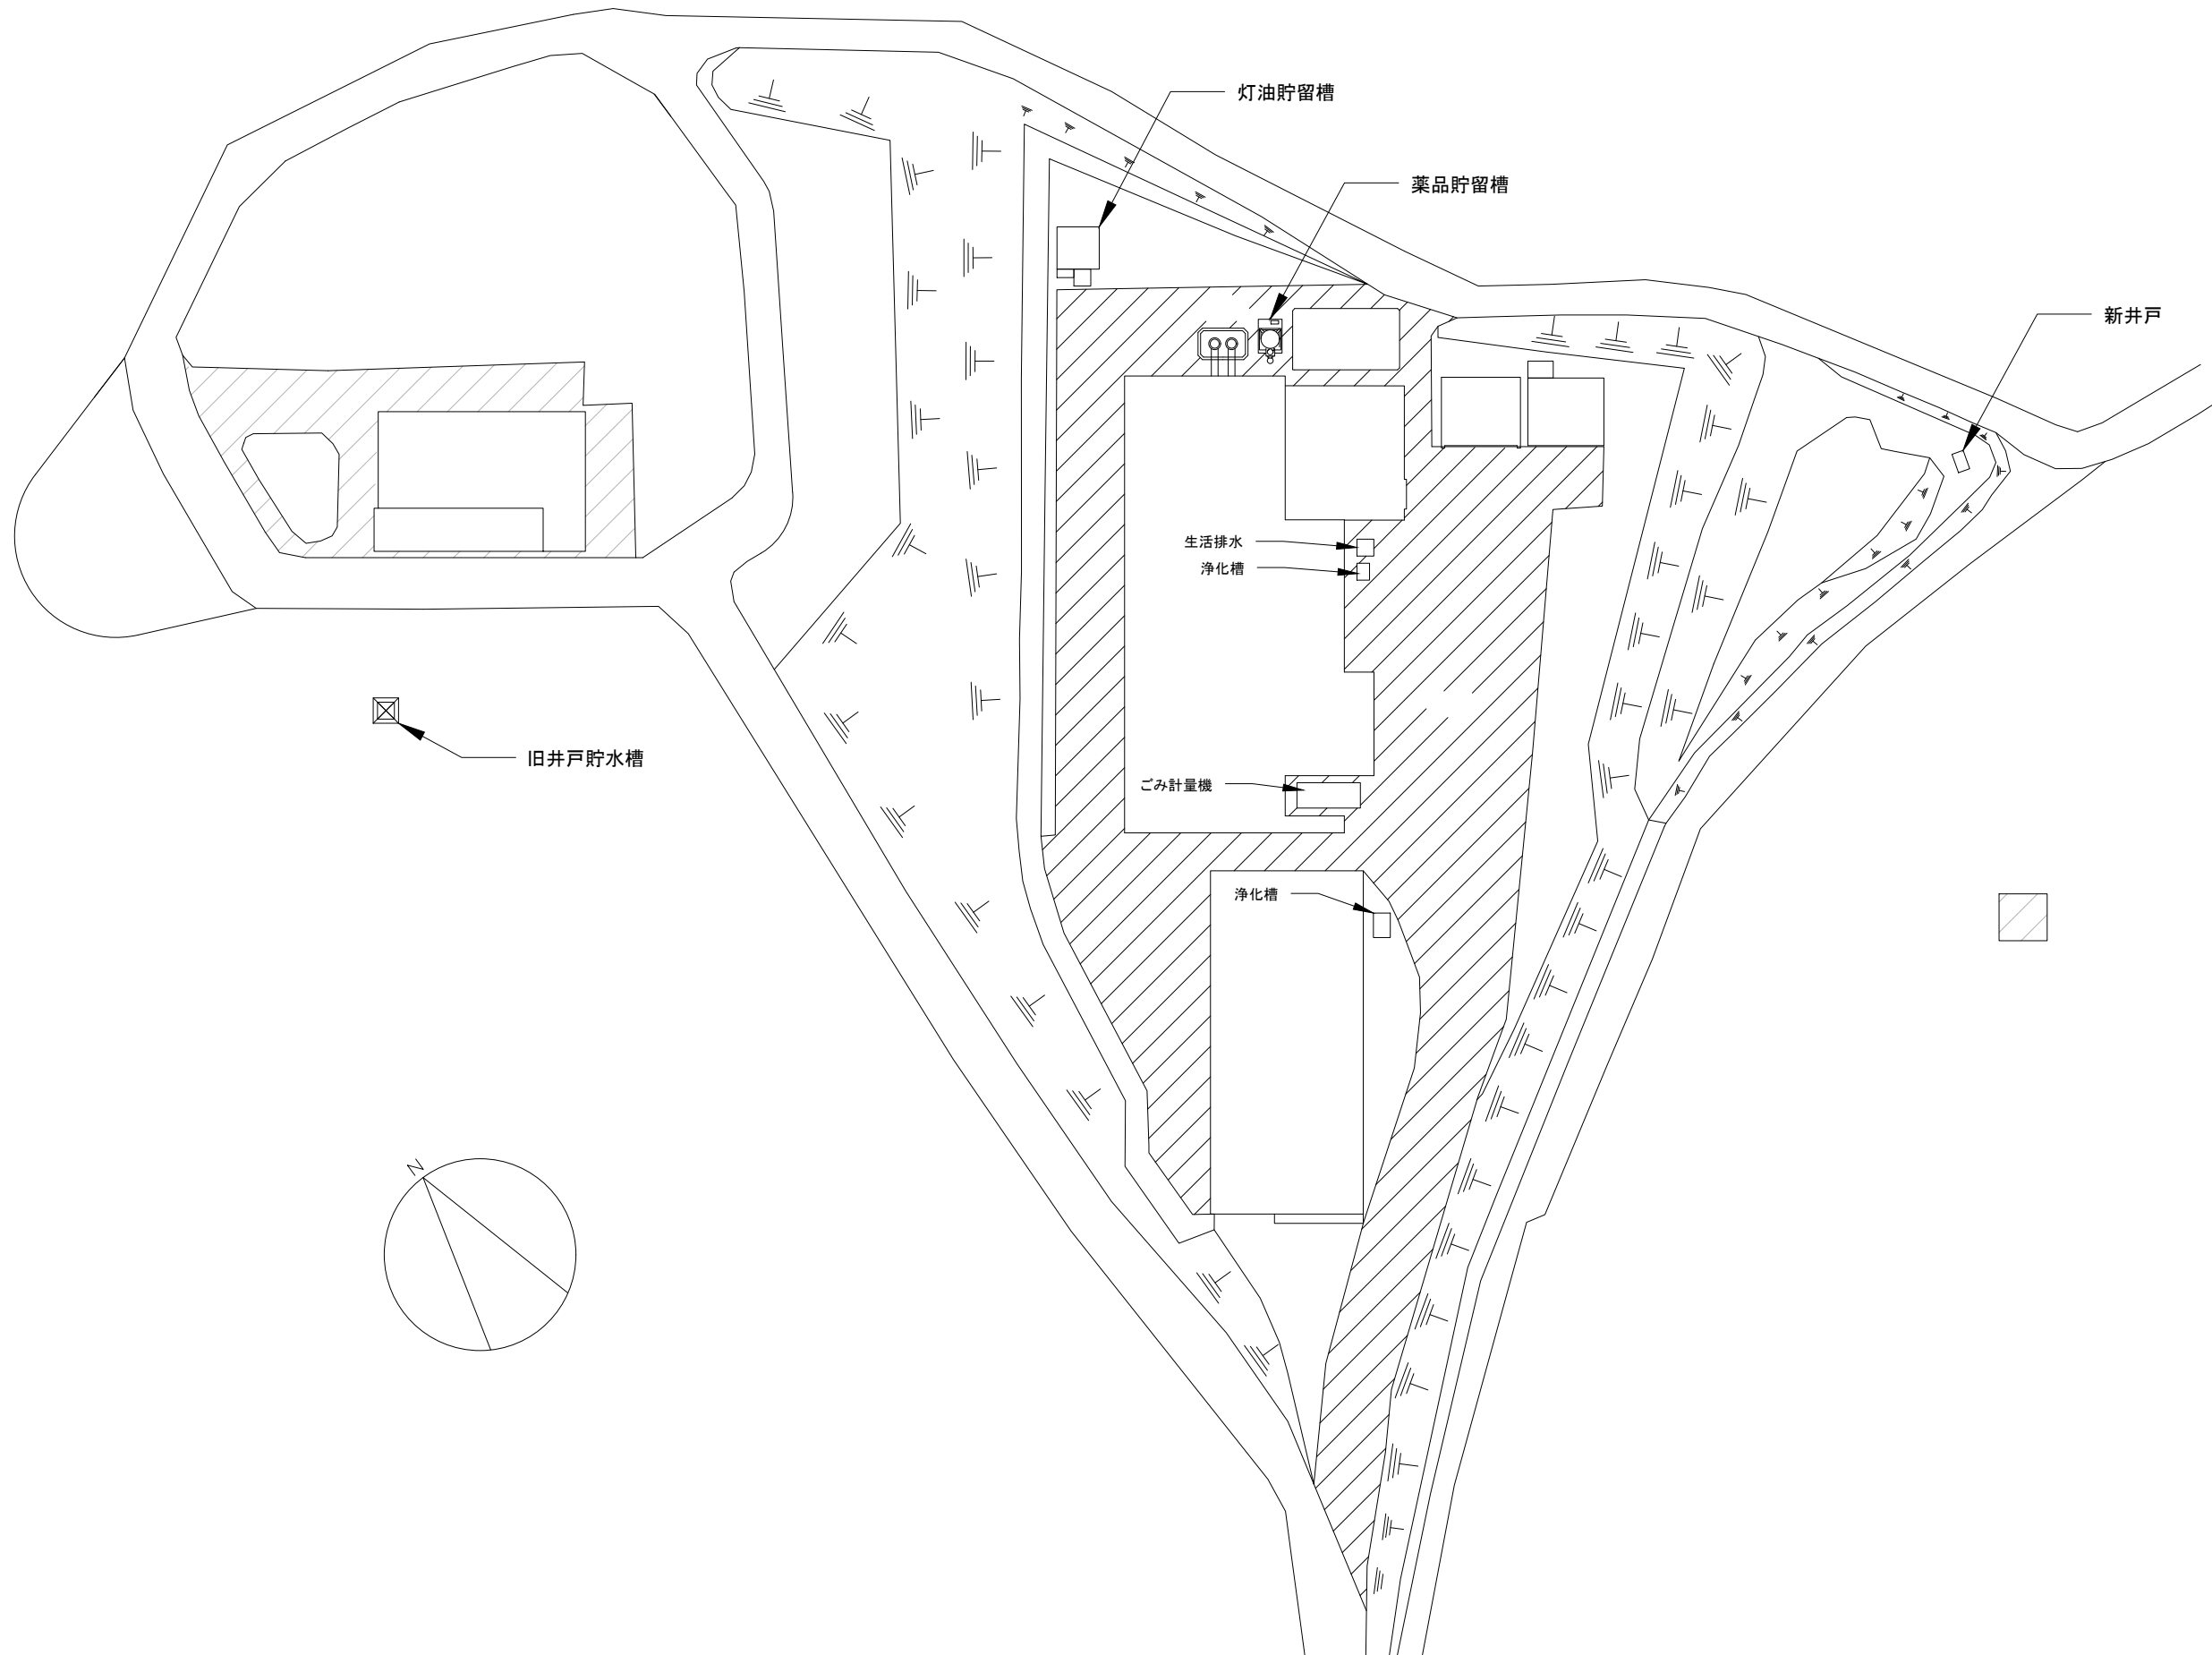 灯油貯留槽
薬品貯留槽
新井戸
生活排水
浄化槽
旧井戸貯水槽
ごみ計量機
浄化槽
N